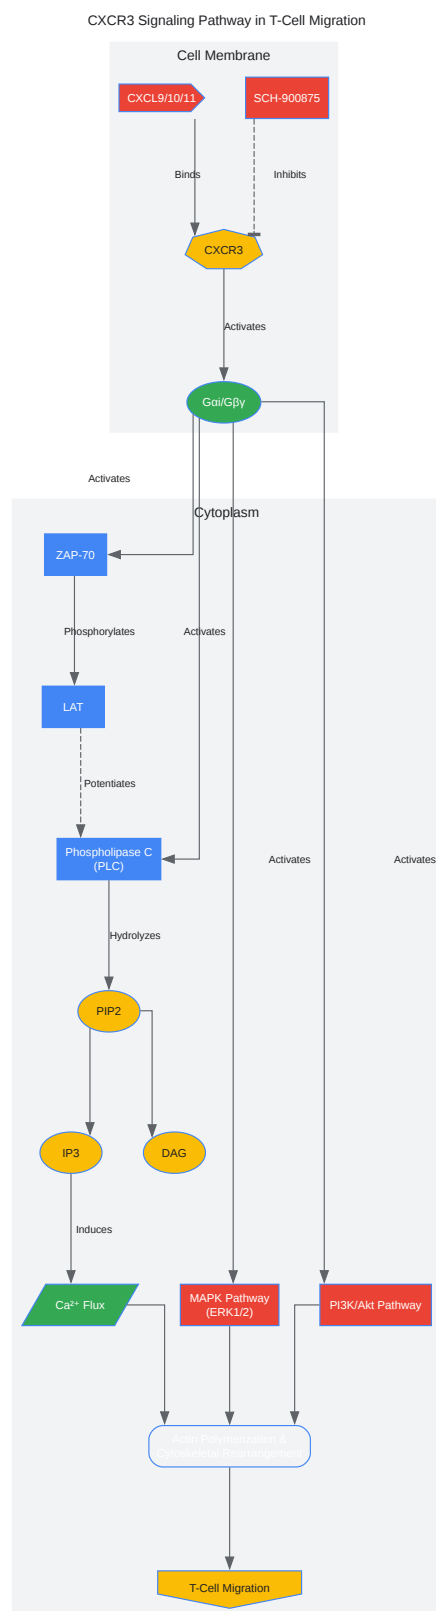 CXCR3 Signaling Pathway in T-Cell Migration
Cell Membrane
CXCL9/10/11
SCH-900875
Binds
Inhibits
CXCR3
Activates
Gαi/Gβγ
Activates
Cytoplasm
ZAP-70
Phosphorylates
Activates
LAT
Potentiates
Phospholipase C
(PLC)
Activates
Activates
Hydrolyzes
PIP2
IP3
DAG
Induces
Ca²⁺ Flux
MAPK Pathway
(ERK1/2)
PI3K/Akt Pathway
Actin Polymerization &
Cytoskeletal Rearrangement
T-Cell Migration